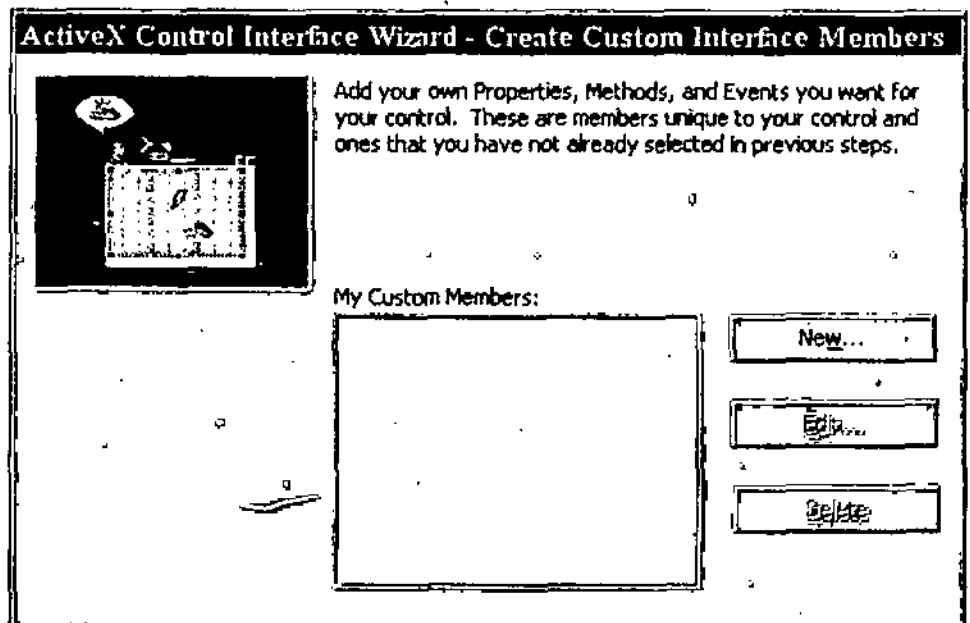 ActiveX Control Interface Wizard - Create Custom Interface Members
Add your own Properties, Methods, and Events you want for
your control. These are members unique to your control and
ones that you have not already selected in previous steps.
My Custom Members:
New...
Edit...
Delete